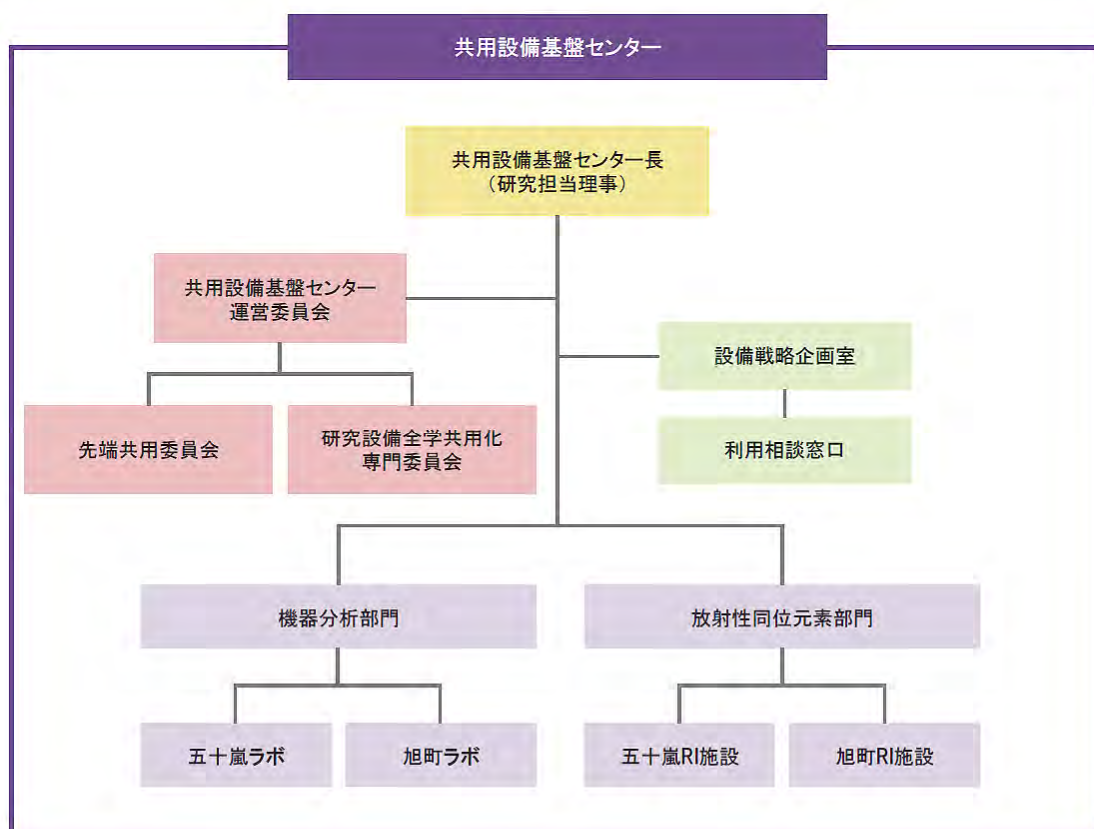 共用設備基盤センター
共用設備基盤センター長
（研究担当理事）
共用設備基盤センター
運営委員会
設備戦略企画室
先端共用委員会
研究設備全学共用化
専門委員会
利用相談窓口
機器分析部門
放射性同位元素部門
五十嵐ラボ
旭町ラボ
五十嵐RI施設
旭町RI施設